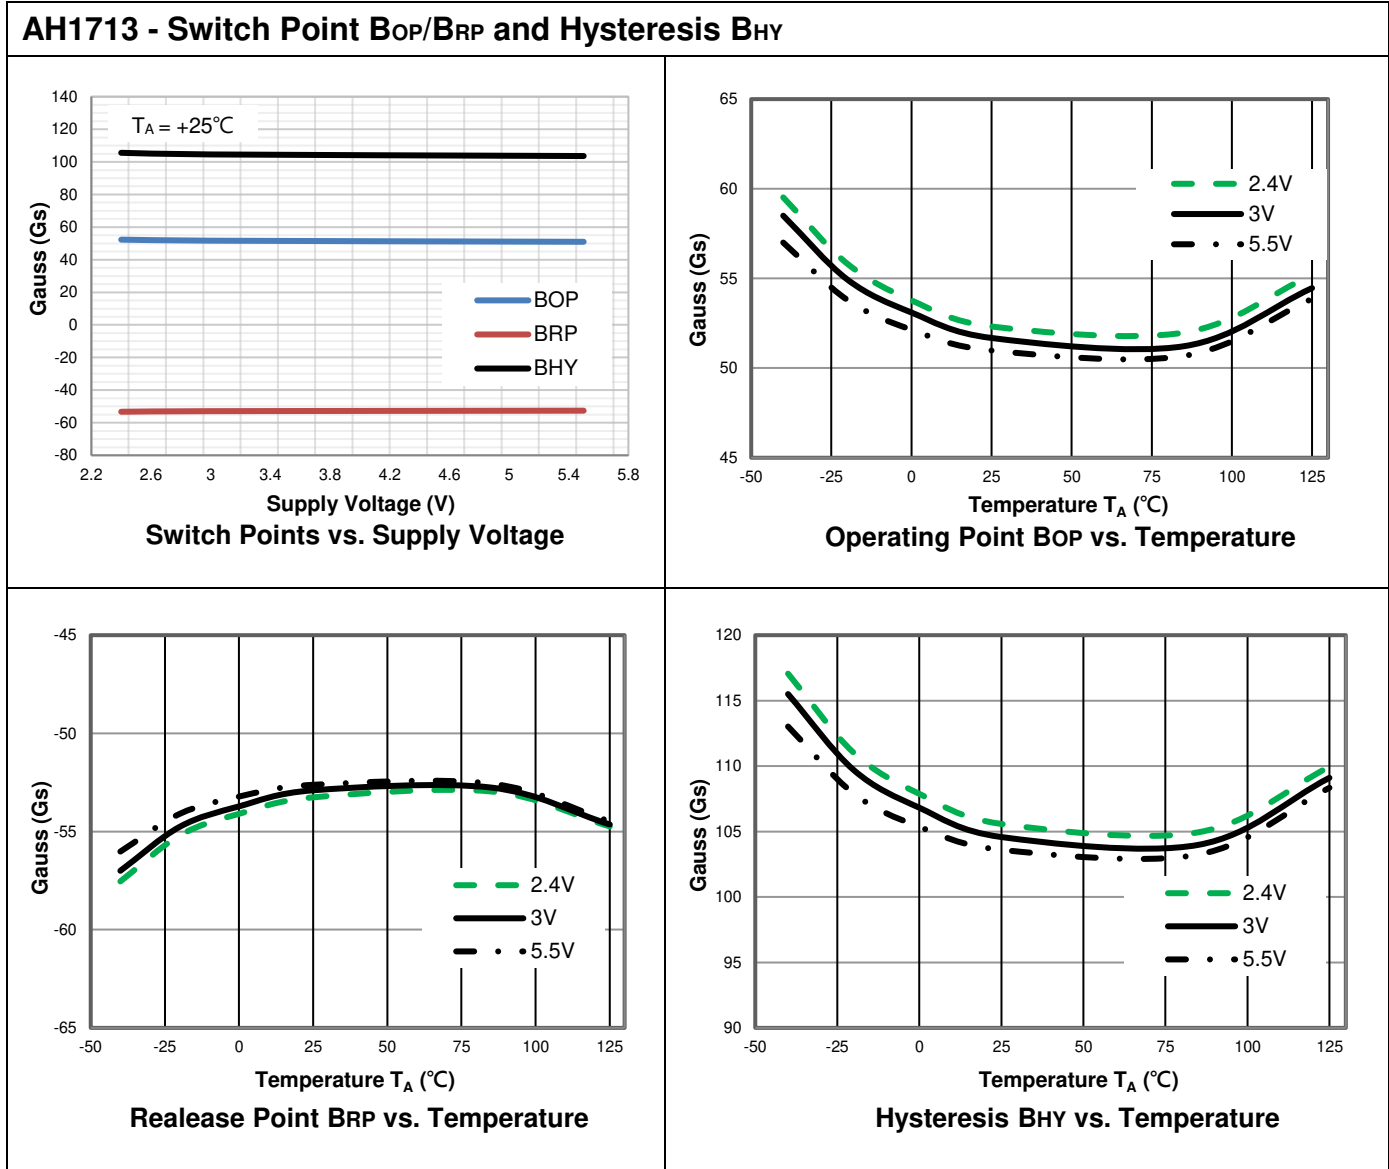 AH1713 - Switch Point BOP/BRP and Hysteresis BHY
140
120
100
80
60
40
20
0
-20
-40
-60
-80
Gauss (Gs)
TA = +25℃
BOP
BRP
BHY
2.2 2.6 3 3.4 3.8 4.2 4.6 5 5.4 5.8
Supply Voltage (V)
Switch Points vs. Supply Voltage
65
60
55
50
45
Gauss (Gs)
2.4V
3V
5.5V
-50 -25 0 25 50 75 100 125
Temperature TA (℃)
Operating Point BOP vs. Temperature
-45
-50
-55
-60
-65
Gauss (Gs)
2.4V
3V
5.5V
-50 -25 0 25 50 75 100 125
Temperature TA (℃)
Realease Point BRP vs. Temperature
120
115
110
105
100
95
90
Gauss (Gs)
2.4V
3V
5.5V
-50 -25 0 25 50 75 100 125
Temperature TA (℃)
Hysteresis BHY vs. Temperature